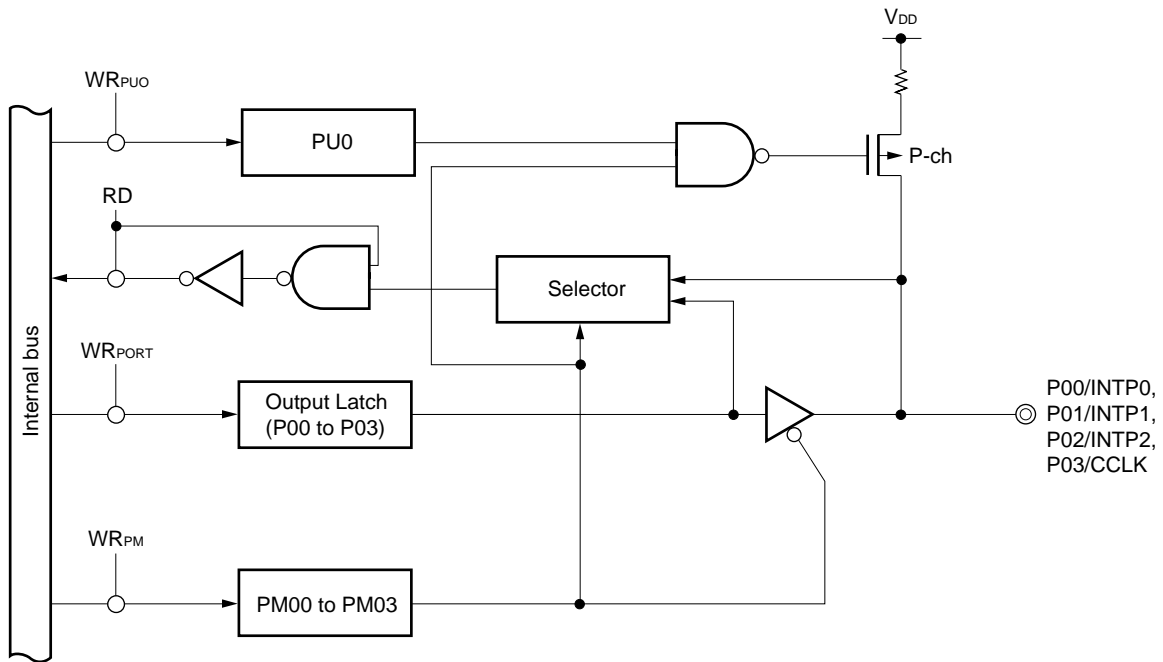 VDD
WRPUO
PU0
P-ch
RD
Selector
Internal bus
WRPORT
Output Latch
(P00 to P03)
P00/INTP0,
P01/INTP1,
P02/INTP2,
P03/CCLK
WRPM
PM00 to PM03